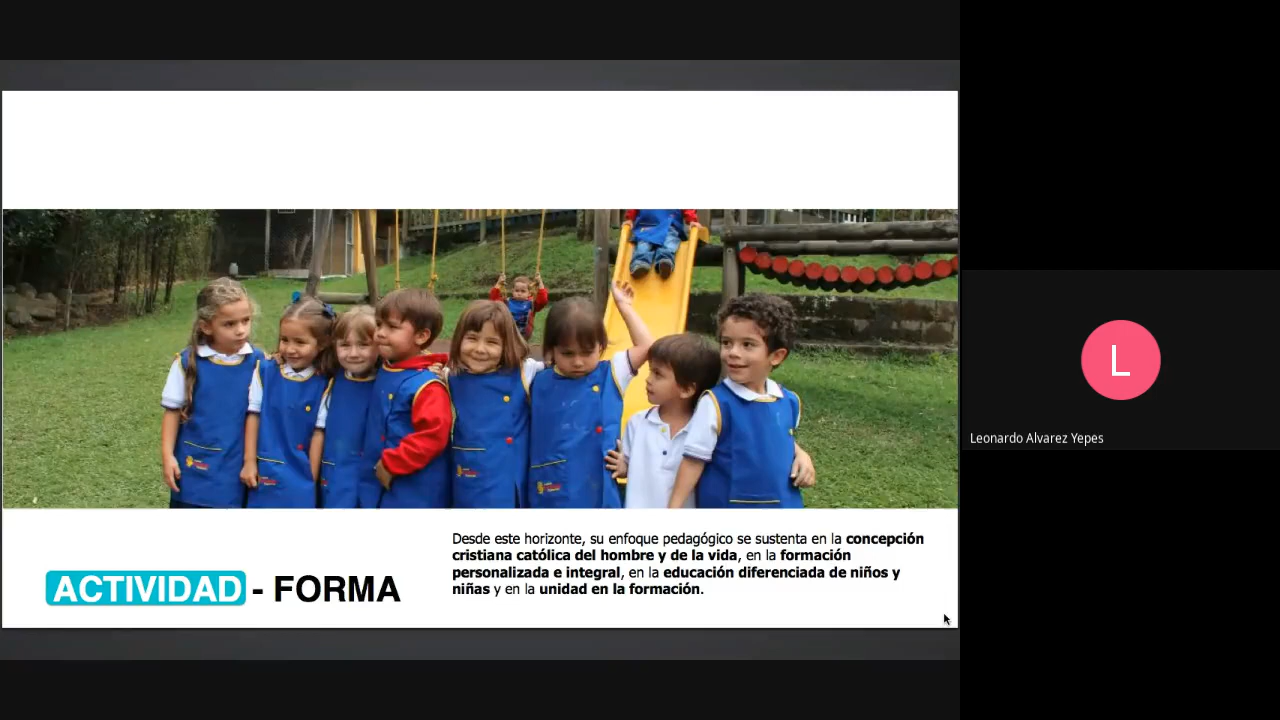 Desde este horizonte, su enfoque pedagógico se sustenta en la concepción
cristiana católica del hombre y de la vida, en la formación
personalizada e integral, en la educación diferenciada de niños y
niñas y en la unidad en la formación.
ACTIVIDAD - FORMA
L
Leonardo Alvarez Yepes